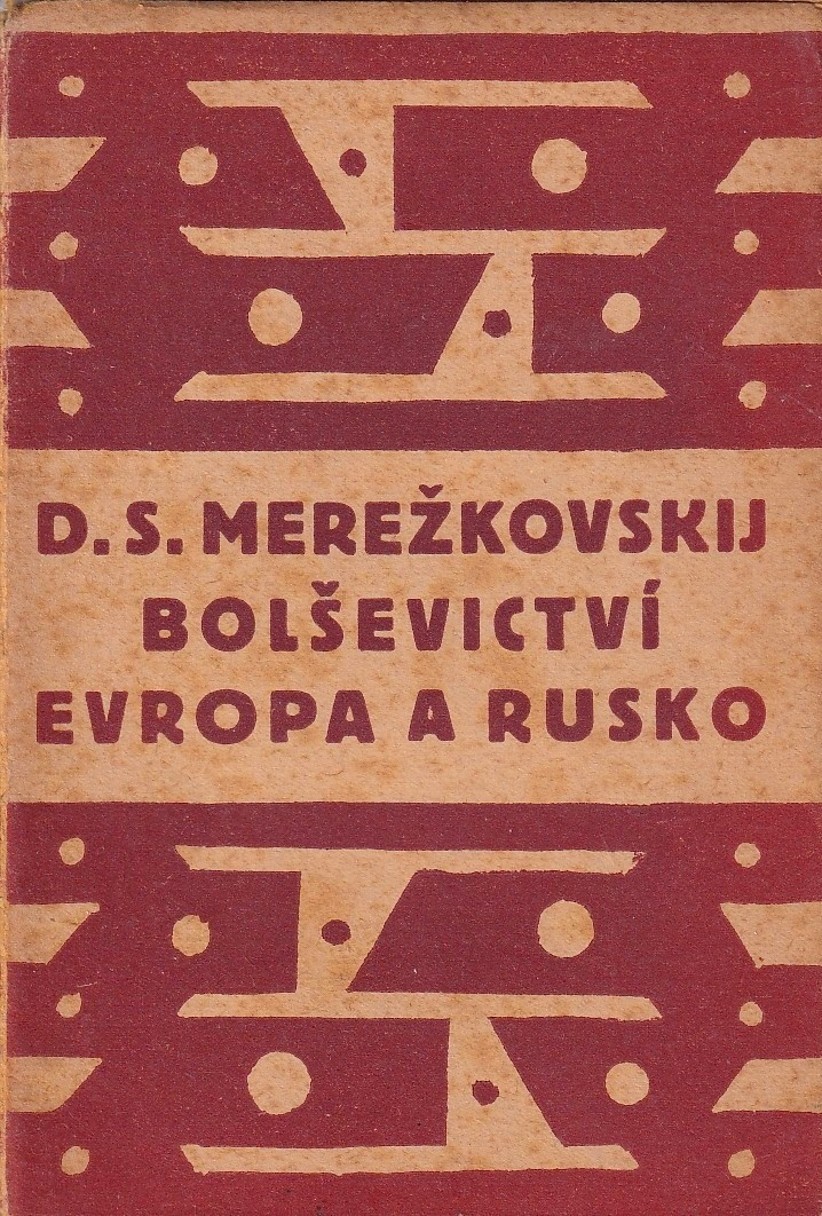 D. S. MEREŽKOVSKIJ
BOLŠEVICTVÍ
EVROPA A RUSKO